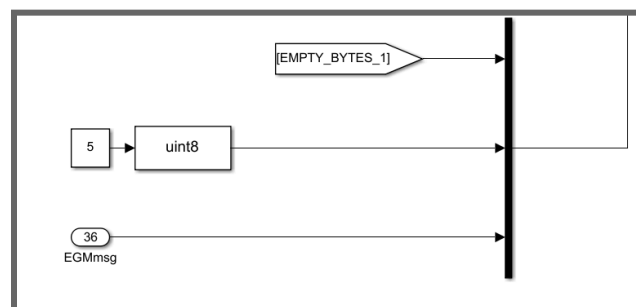 [EMPTY_BYTES_1]
5
uint8
36
EGMmsg